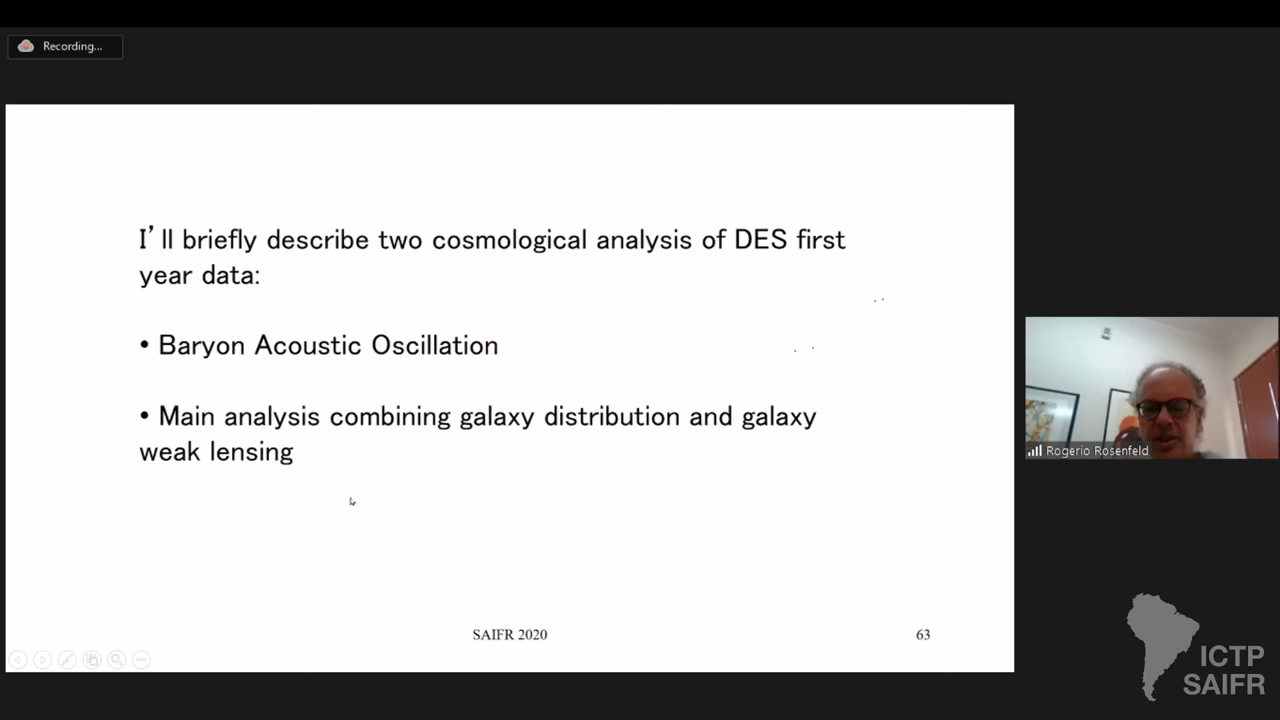 Recording...
I'll briefly describe two cosmological analysis of DES first
year data:
• Baryon Acoustic Oscillation
• Main analysis combining galaxy distribution and galaxy
weak lensing
Rogerio Rosenfeld
SAIFR 2020
63
ICTP
SAIFR